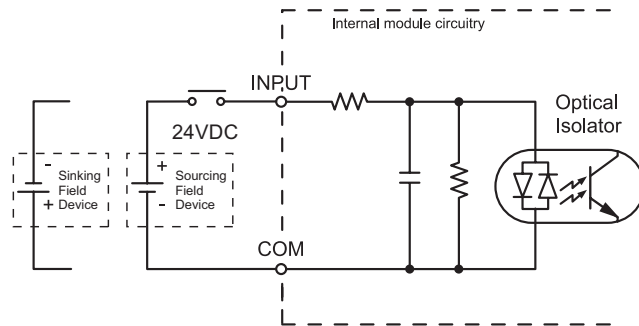 Internal module circuitry
INPUT
Optical
Isolator
24VDC
- Sinking
Field
+ Device
+ Sourcing
Field
- Device
COM